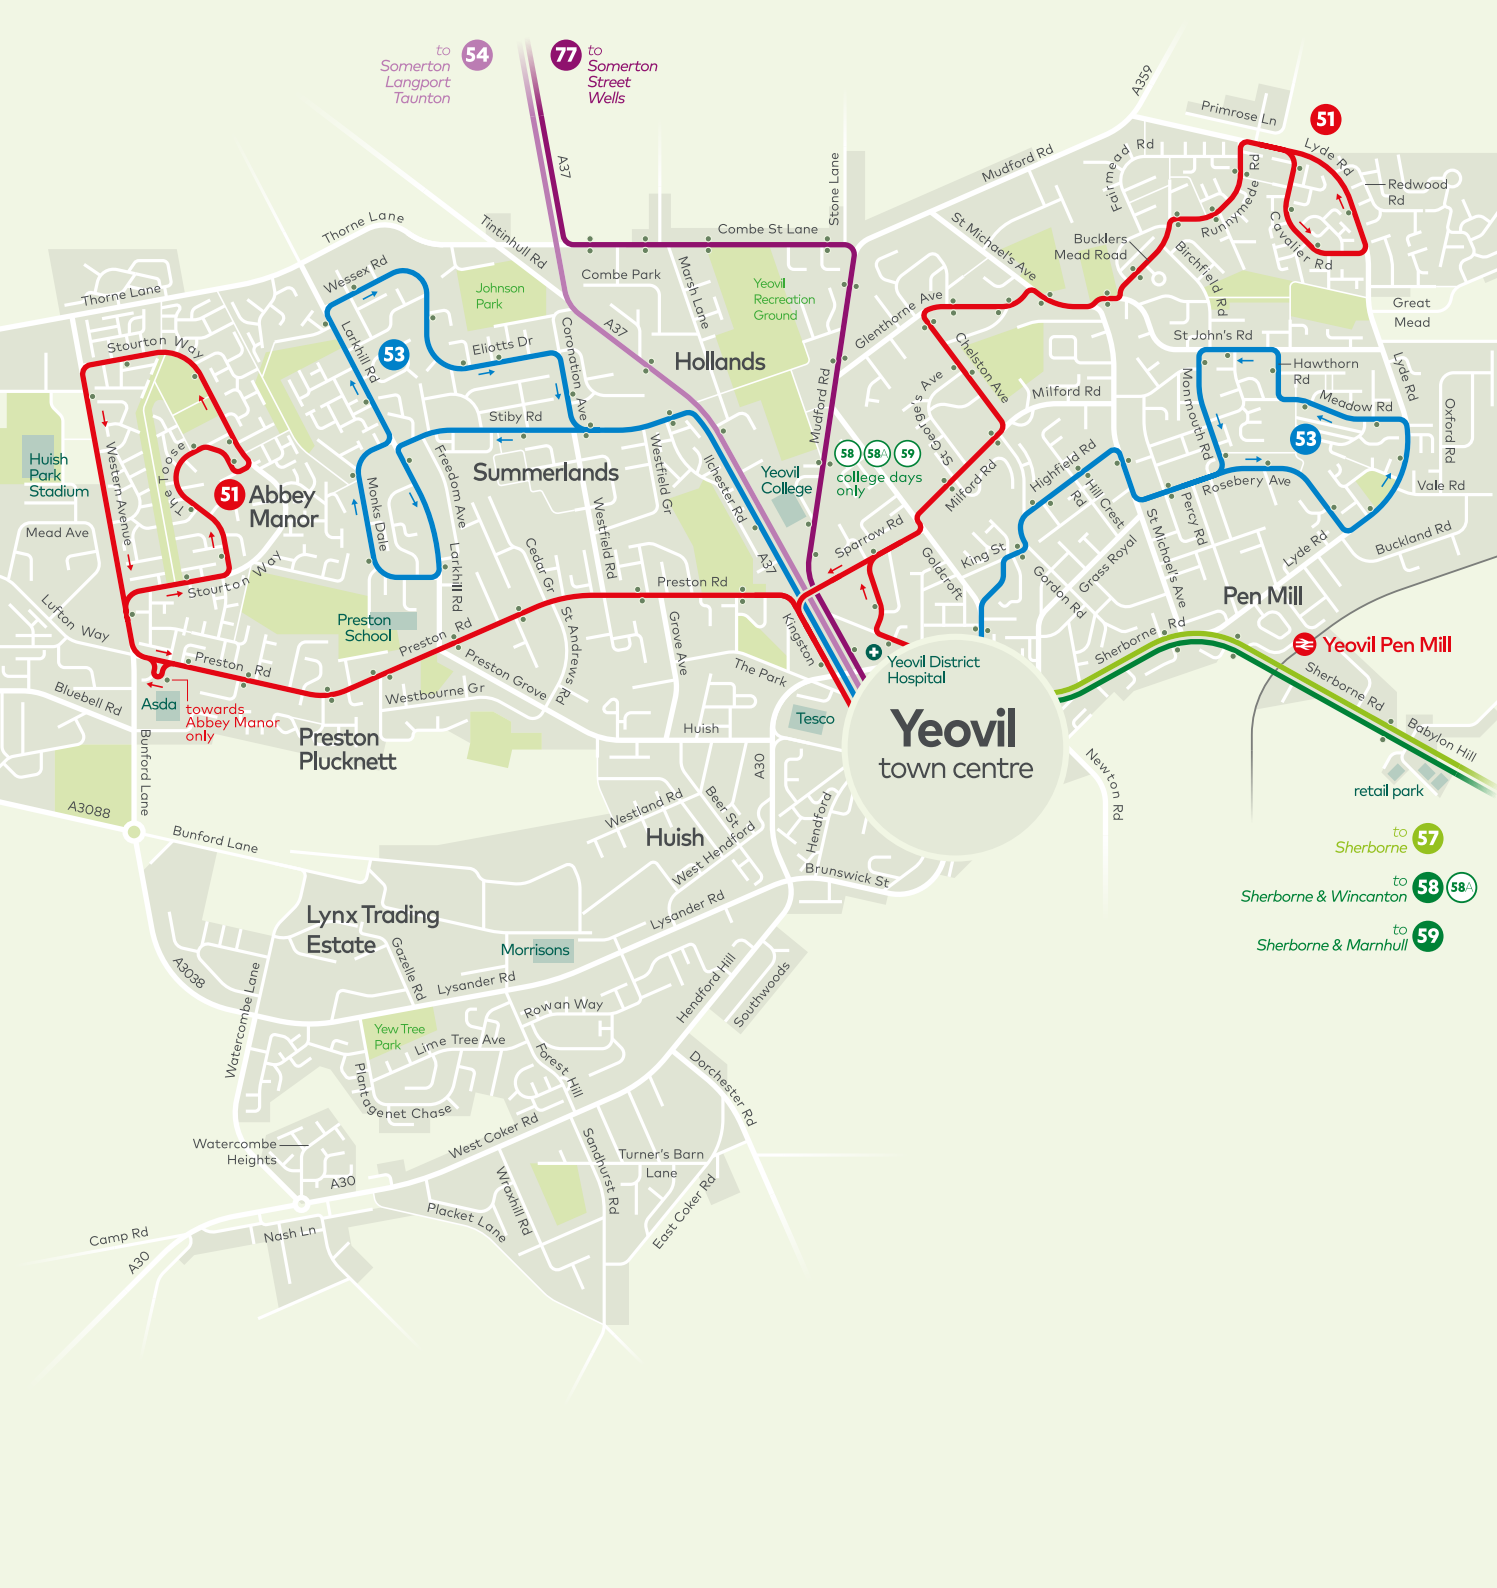 to
Somerton
Langport
Taunton
54
77
to
Somerton
Street
Wells
A37
A359
Primrose Ln
51
Lyde Rd
Redwood
Rd
Mudford Rd
Fairmead Rd
Runnymede Rd
Cavalier Rd
Stone Lane
Combe St Lane
Thorne Lane
Tintinhull Rd
St Michael's Ave
Bucklers
Mead Road
Birchfield Rd
Wessex Rd
Combe Park
Marsh Lane
Yeovil
Recreation
Ground
Johnson
Park
Thorne Lane
Glenthorne Ave
Great
Mead
A37
St John's Rd
Stourton Way
Larkhill Rd
53
Eliotts Dr
Coronation Ave
Hollands
Chelston Ave
Hawthorn
Rd
Lyde Rd
Monmouth Rd
Milford Rd
Meadow Rd
St George's Ave
Mudford Rd
Oxford Rd
Stiby Rd
53
Huish
Park
Stadium
Western Avenue
The Toose
51
Abbey
Manor
Freedom Ave
Summerlands
Westfield Gr
Ilchester Rd
Yeovil
College
58
58A
59
college days
only
Milford Rd
Highfield Rd
Hill Crest
Rd
Rosebery Ave
Percy Rd
Vale Rd
Monks Dale
Westfield Rd
Mead Ave
Cedar Gr
Sparrow Rd
Goldcroft
King St
Gordon Rd
Grass Royal
St Michael's Ave
Lyde Rd
Buckland Rd
A37
Stourton Way
Larkhill Rd
Preston Rd
Pen Mill
Lufton Way
Preston
School
Preston Rd
St Andrews Rd
Grove Ave
Kingston
Sherborne Rd
Yeovil Pen Mill
Preston Rd
Preston Grove
The Park
Yeovil District
Hospital
Sherborne Rd
Bluebell Rd
Asda
towards
Abbey Manor
only
Westbourne Gr
Tesco
Babylon Hill
Huish
Yeovil
town centre
Preston
Plucknett
Bunford Lane
A30
Newton Rd
retail park
A3088
Bunford Lane
Westland Rd
Beer St
Hendford
Huish
West Hendford
to
Sherborne
57
Brunswick St
to
Sherborne & Wincanton
58
58A
Lysander Rd
Lynx Trading
Estate
to
Sherborne & Marnhull
59
Morrisons
Gazelle Rd
A3038
Lysander Rd
Hendford Hill
Southwoods
Rowan Way
Watercombe Lane
Yew Tree
Park
Lime Tree Ave
Forest Hill
Dorchester Rd
Plantagenet Chase
West Coker Rd
Watercombe
Heights
Sandhurst Rd
Turner's Barn
Lane
A30
Wraxhill Rd
Placket Lane
East Coker Rd
Camp Rd
Nash Ln
A30